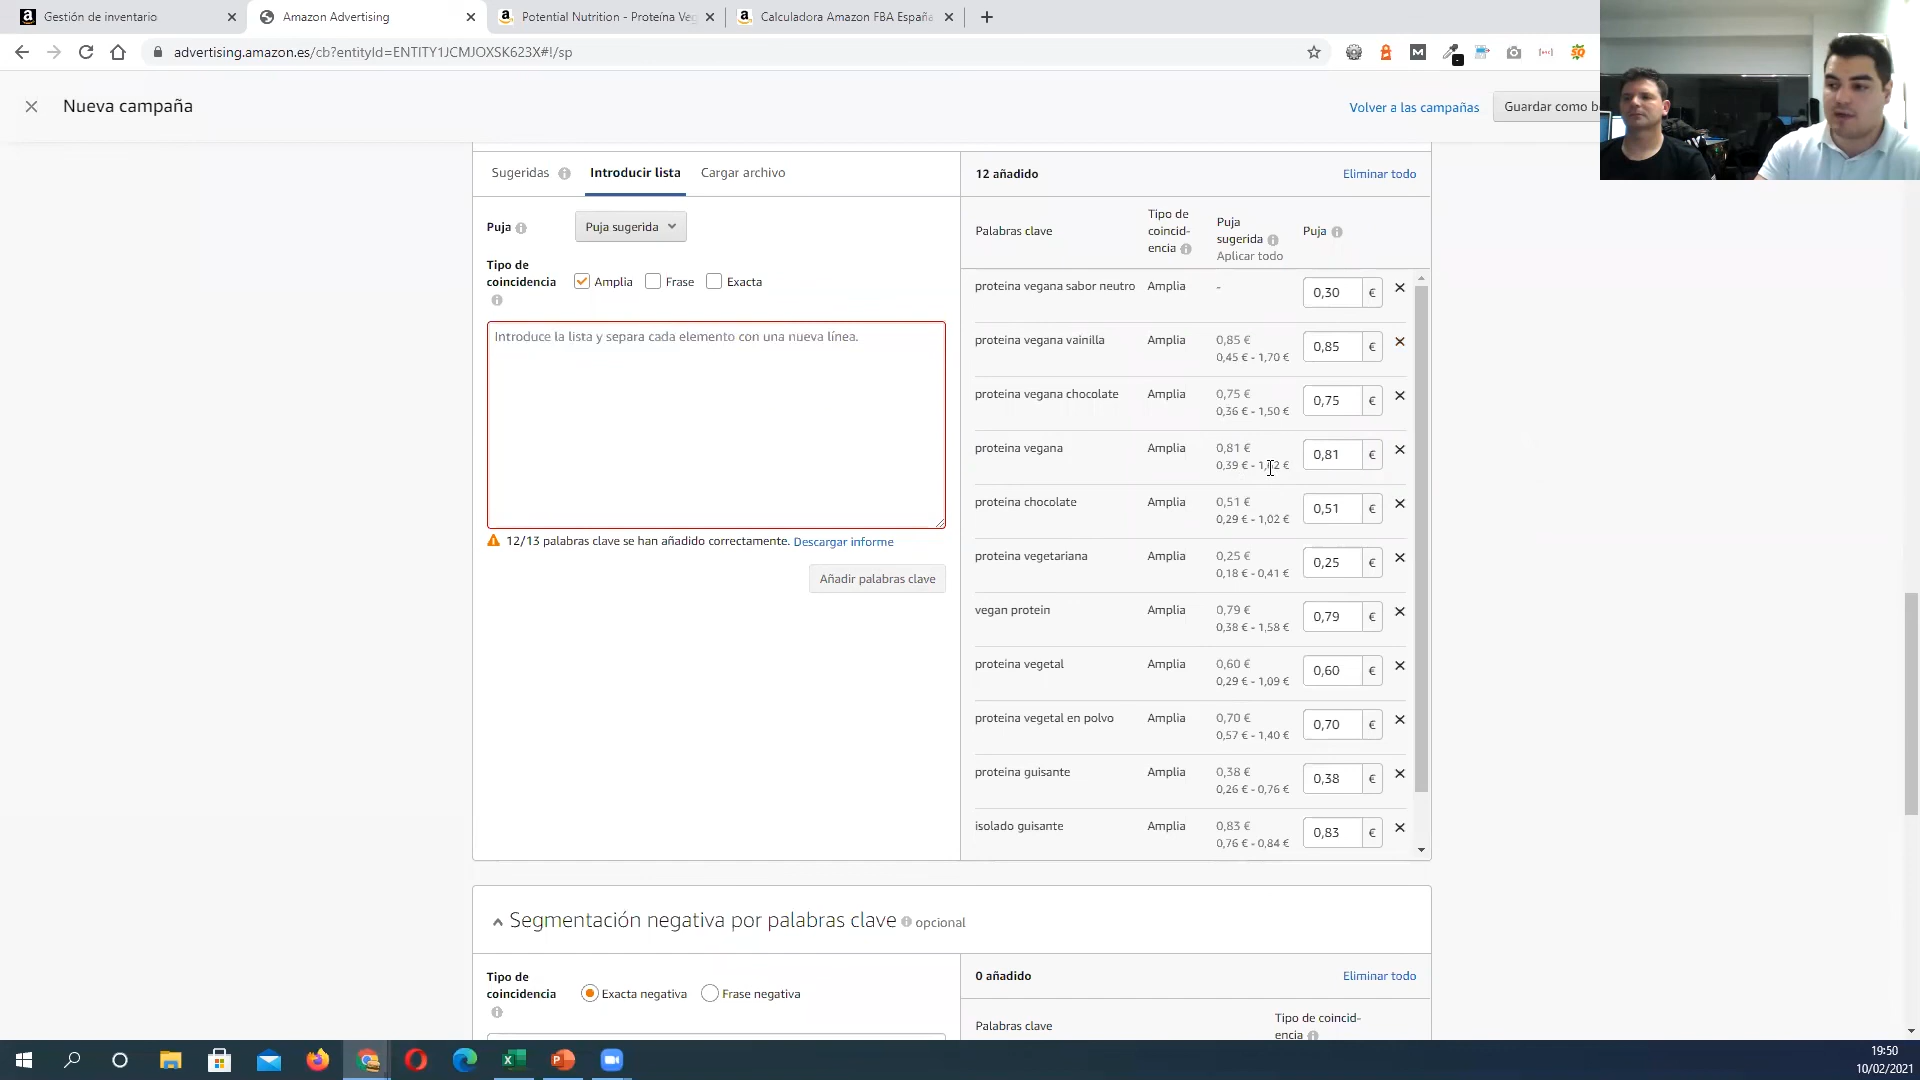 Gestión de inventario
Amazon Advertising
Potential Nutrition - Proteína Veg
Calculadora Amazon FBA España
advertising.amazon.es/cb?entityId=ENTITY1JCMJOXSK623X#!/sp
Nueva campaña
Volver a las campañas
Guardar como b
Sugeridas
Introducir lista
Cargar archivo
12 añadido
Eliminar todo
Puja
Puja sugerida
Palabras clave
Tipo de
coincid-
encia
Puja
sugerida
Aplicar todo
Puja
Tipo de
coincidencia
Amplia
Frase
Exacta
Introduce la lista y separa cada elemento con una nueva línea.
12/13 palabras clave se han añadido correctamente. Descargar informe
Añadir palabras clave
proteina vegana sabor neutro Amplia - 0,30 €
proteina vegana vainilla Amplia 0,85 € 0,85 €
0,45 € - 1,70 €
proteina vegana chocolate Amplia 0,75 € 0,75 €
0,36 € - 1,50 €
proteina vegana Amplia 0,81 € 0,81 €
0,39 € - 1,62 €
proteina chocolate Amplia 0,51 € 0,51 €
0,29 € - 1,02 €
proteina vegetariana Amplia 0,25 € 0,25 €
0,18 € - 0,41 €
vegan protein Amplia 0,79 € 0,79 €
0,38 € - 1,58 €
proteina vegetal Amplia 0,60 € 0,60 €
0,29 € - 1,09 €
proteina vegetal en polvo Amplia 0,70 € 0,70 €
0,57 € - 1,40 €
proteina guisante Amplia 0,38 € 0,38 €
0,26 € - 0,76 €
isolado guisante Amplia 0,83 € 0,83 €
0,76 € - 0,84 €
Segmentación negativa por palabras clave opcional
Tipo de
coincidencia
Exacta negativa
Frase negativa
0 añadido
Eliminar todo
Palabras clave
Tipo de coincid-
encia
19:50
10/02/2021